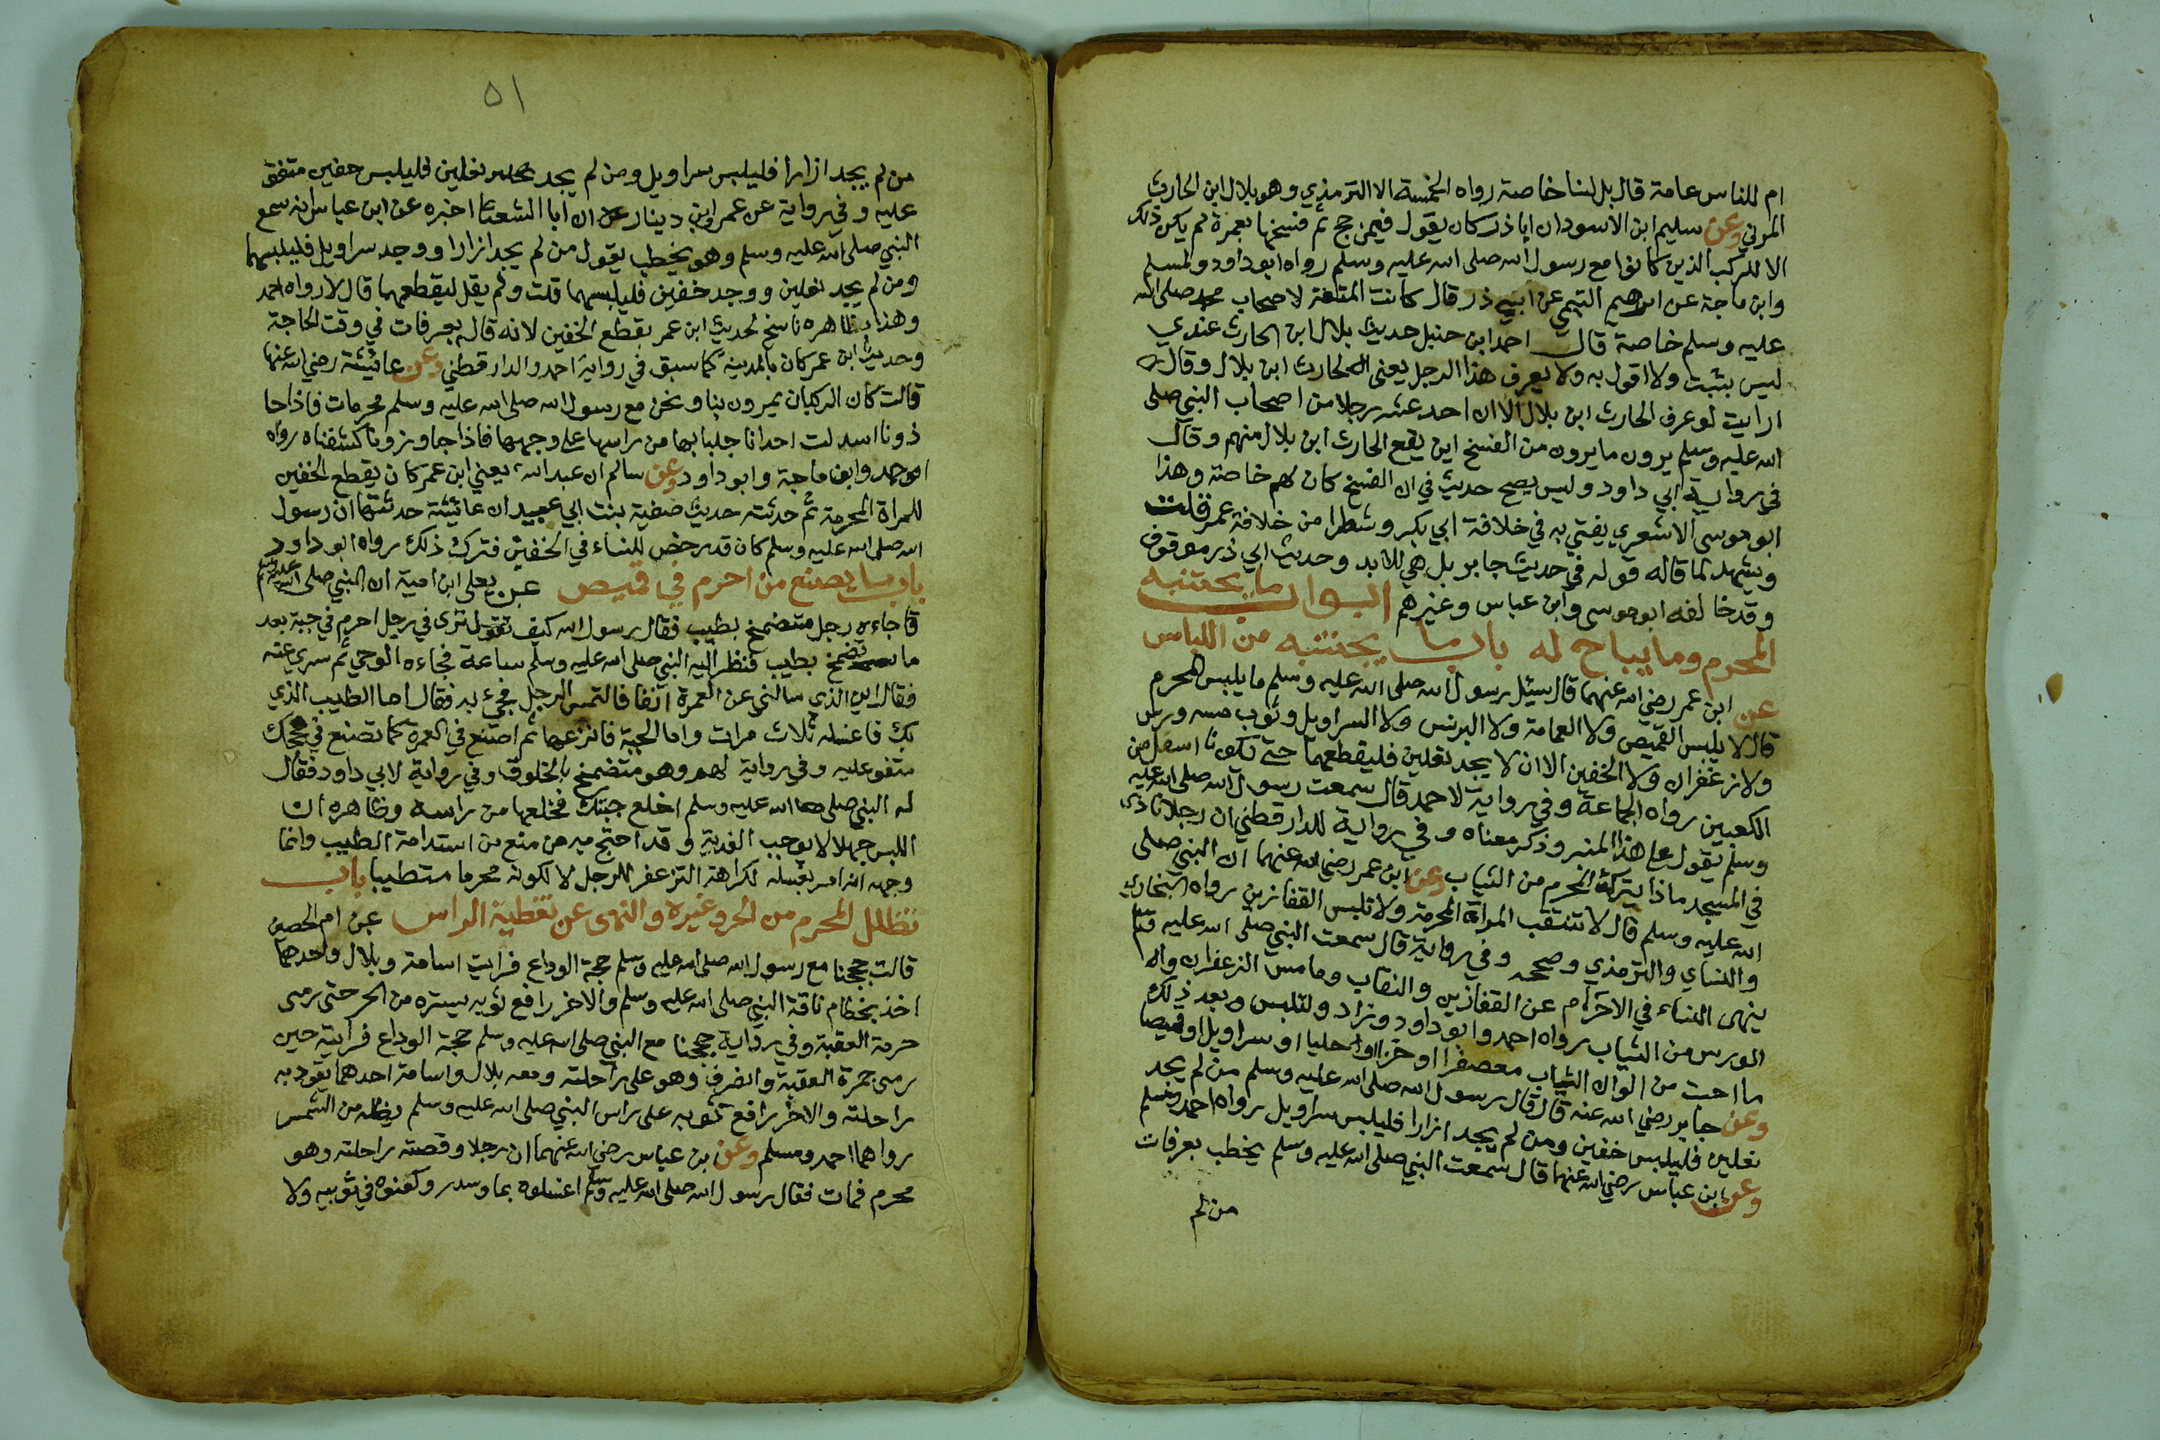 ام للناس عامة قال بل لنا خاصة رواه الخمسة الا الترمذي وهو بلال ابن الحارث
المزني وعن سليم ابن الاسود ان ابا ذر كان يقول فيمن حج ثم فسخها بعمرة لم يكن ذلك
الا للركب الذين كانوا مع رسول الله صلى الله عليه وسلم رواه ابو داود ولمسلم
وابن ماجة عن ابرهيم التيمي عن ابيه ذر قال كانت المتعة لاصحاب محمد صلى الله
عليه وسلم خاصة قال احمد ابن حنبل حديث بلال ابن الحارث عندي
ليس بثبت ولا اقول به ولا يعرف هذا الرجل يعنى الحارث ابن بلال وقال
ارايت لو عرف الحارث ابن بلال الا ان احد عشر رجلا من اصحاب النبي صلى
الله عليه وسلم يرون ما يرون من الفسخ اين يقع الحارث ابن بلال منهم وقال
في رواية ابي داود وليس يصح حديث في ان الفسخ كان لهم خاصة وهذا
ابو موسى الاشعري يفتي به في خلافة ابي بكر وشطرا من خلافة عمر قلت
ويشهد لما قاله قوله في حديث جابر بل هي للابد وحديث ابي ذر موقوف
وقد خالفه ابو موسى وابن عباس وغيرهم ابواب ما يجتنبه
المحرم وما يباح له باب ما يجتنبه من اللباس
عن ابن عمر رضي الله عنهما قال سئل رسول الله صلى الله عليه وسلم ما يلبس المحرم
قال لا يلبس القميص ولا العمامة ولا البرنس ولا السراويل وثوب مسه ورس
ولا زعفران ولا الخفين الا ان لا يجد نعلين فليقطعهما حتى يكونا اسفل من
الكعبين رواه الجماعة وفي رواية لاحمد قال سمعت رسول الله صلى الله عليه
وسلم يقول على هذا المنبر وذكر معناه وفي رواية للدارقطني ان رجلا نادى
في المسجد ماذا يترك المحرم من الثياب وعن ابن عمر رضي الله عنهما ان النبي صلى
الله عليه وسلم قال لا تنتقب المراة المحرمة ولا تلبس القفازين رواه البخاري
والنساي والترمذي وصححه وفي رواية قال سمعت النبي صلى الله عليه وسلم
ينهى النساء في الاحرام عن القفازين والنقاب وما مس الزعفران وال
الورس من الثياب رواه احمد وابو داود وزاد ولتلبس وبعد ذلك
ما احبت من الوان الثياب معصفرا او خزا او حليا او سراويل او قميصا
وعن جابر رضي الله عنه قال قال رسول الله صلى الله عليه وسلم من لم يجد
نعلين فليلبس خفين ومن لم يجد ازارا فليلبس سراويل رواه احمد ومسلم
وعن ابن عباس رضي الله عنهما قال سمعت النبي صلى الله عليه وسلم يخطب بعرفات
من لم
٥١
من لم يجد ازارا فليلبس سراويل ومن لم يجد نعلين فليلبس خفين متفق
عليه وفي رواية عن عمرو ابن دينار ان ابا الشعثا اخبره عن ابن عباس انه سمع
النبي صلى الله عليه وسلم وهو يخطب يقول من لم يجد ازارا ووجد سراويل فليلبسهما
ومن لم يجد نعلين ووجد خفين فليلبسهما قلت ولم يقل ليقطعهما قال لا رواه احمد
وهذا بظاهره ناسخ لحديث ابن عمر بقطع الخفين لانه قال بعرفات في وقت الحاجة
وحديث ابن عمر كان بالمدينة كما سبق في رواية احمد والدارقطني وعن عائشة رضي الله عنها
قالت كان الركبان يمرون بنا ونحن مع رسول الله صلى الله عليه وسلم محرمات فاذا حا
ذونا اسدلت احدانا جلبابها من راسها على وجهها فاذا جاوزونا كشفناه رواه
احمد وابن ماجة وابو داود وعن سالم ان عبد الله يعني ابن عمر كان يقطع الخفين
للمراة المحرمة ثم حدثته حديث صفية بنت ابي عبيد ان عائشة حدثتها ان رسول
الله صلى الله عليه وسلم كان قد رخص للنساء في الخفين فترك ذلك رواه ابو داود
باب ما يصنع من احرم في قميص عن يعلى ابن امية ان النبي صلى الله عليه وسلم
قا جاءه رجل متضمخ بطيب فقال رسول الله كيف ترى في رجل احرم في جبة بعد
ما تضمخ بطيب فنظر اليه النبي صلى الله عليه وسلم ساعة فجاءه الوحي ثم سري عنه
فقال اين الذي سالني عن العمرة انفا فالتمس الرجل فجيء به فقال اما الطيب الذي
بك فاغسله ثلاث مرات واما الجبة فانزعها ثم اصنع في العمرة كما تصنع في حجك
متفق عليه وفي رواية لهم وهو متضمخ بالخلوق وفي رواية لابي داود فقال
له النبي صلى الله عليه وسلم اخلع جبتك فخلعها من راسه وظاهره ان
اللبس جهلا لا يوجب الفدية وقد احتج به من منع من استدامة الطيب وانما
وجهه انه امر بغسله لكراهة التزعفر للرجل لا لكونه محرما متطيبا باب
تظلل المحرم من الحر وغيره والنهى عن تغطية الراس عن ام الحصين
قالت حججنا مع رسول الله صلى الله عليه وسلم حجة الوداع فرايت اسامة وبلال واحدهما
اخذ بخطام ناقة النبي صلى الله عليه وسلم والاخر رافع ثوبه يستره من الحر حتى رمى
جمرة العقبة وفي رواية حججنا مع النبي صلى الله عليه وسلم حجة الوداع فرايته حين
رمى جمرة العقبة وانصرف وهو على راحلته ومعه بلال واسامة احدهما يقود به
راحلته والاخر رافع ثوبه على راس النبي صلى الله عليه وسلم يظله من الشمس
رواهما احمد ومسلم وعن بن عباس رضي الله عنهما ان رجلا وقصته راحلته وهو
محرم فمات فقال رسول الله صلى الله عليه وسلم اغسلوه بما وسدر وكفنوه في ثوبيه ولا